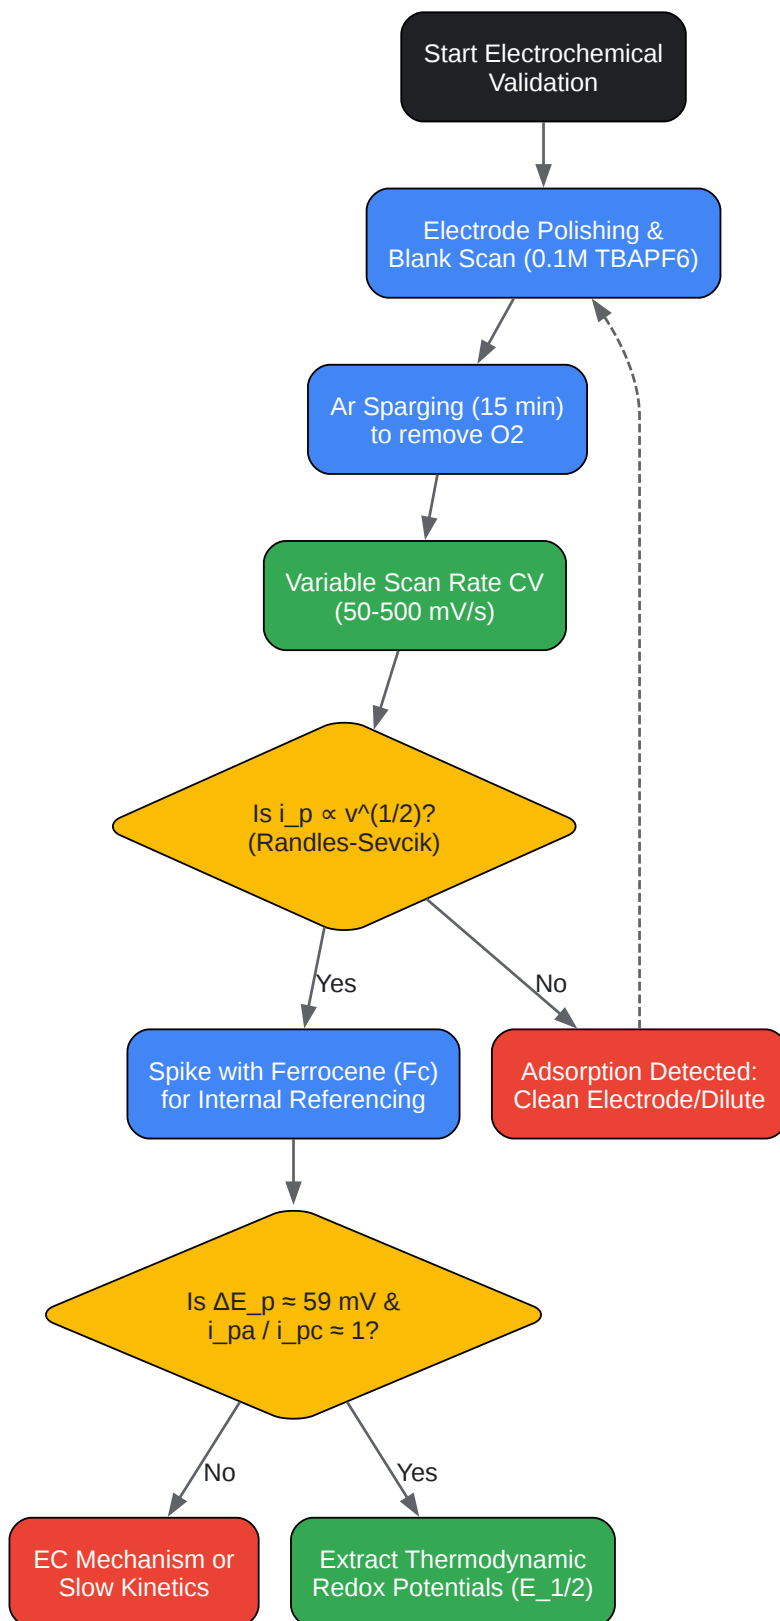 Start Electrochemical
Validation
Electrode Polishing &
Blank Scan (0.1M TBAPF6)
Ar Sparging (15 min)
to remove O2
Variable Scan Rate CV
(50-500 mV/s)
Is i_p ∝ v^(1/2)?
(Randles-Sevcik)
Yes
No
Spike with Ferrocene (Fc)
for Internal Referencing
Adsorption Detected:
Clean Electrode/Dilute
Is ΔE_p ≈ 59 mV &
i_pa / i_pc ≈ 1?
No
Yes
EC Mechanism or
Slow Kinetics
Extract Thermodynamic
Redox Potentials (E_1/2)